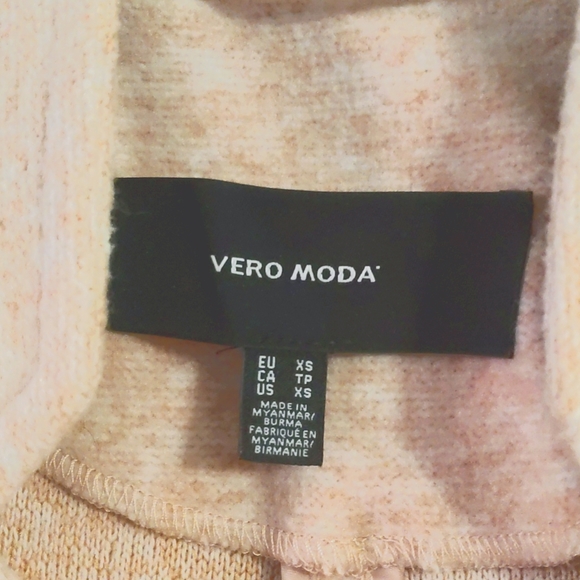 VERO MODA
EU XS
CA TP
US XS
MADE IN
MYANMAR/
BURMA
FABRIQUÉ EN
MYANMAR/
BIRMANIE